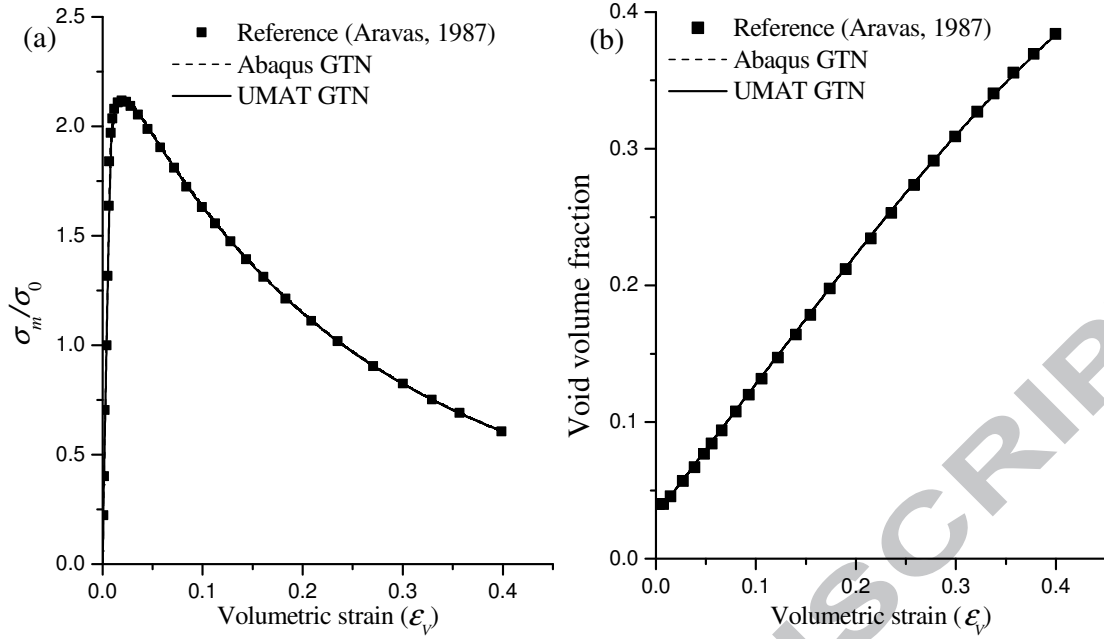 (a)
Reference (Aravas, 1987)
Abaqus GTN
UMAT GTN
2.5
2.0
1.5
1.0
0.5
0.0
σm/σ0
0.0 0.1 0.2 0.3 0.4
Volumetric strain (εV)
(b)
Reference (Aravas, 1987)
Abaqus GTN
UMAT GTN
0.4
0.3
0.2
0.1
0.0
Void volume fraction
0.0 0.1 0.2 0.3 0.4
Volumetric strain (εV)
SCRIP